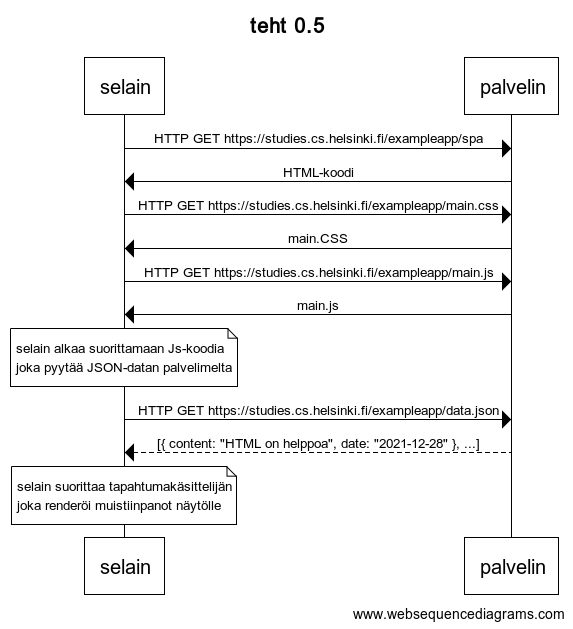 teht 0.5
selain
palvelin
HTTP GET https://studies.cs.helsinki.fi/exampleapp/spa
HTML-koodi
HTTP GET https://studies.cs.helsinki.fi/exampleapp/main.css
main.CSS
HTTP GET https://studies.cs.helsinki.fi/exampleapp/main.js
main.js
selain alkaa suorittamaan Js-koodia
joka pyytää JSON-datan palvelimelta
HTTP GET https://studies.cs.helsinki.fi/exampleapp/data.json
[{ content: "HTML on helppoa", date: "2021-12-28" }, ...]
selain suorittaa tapahtumakäsittelijän
joka renderöi muistiinpanot näytölle
selain
palvelin
www.websequencediagrams.com